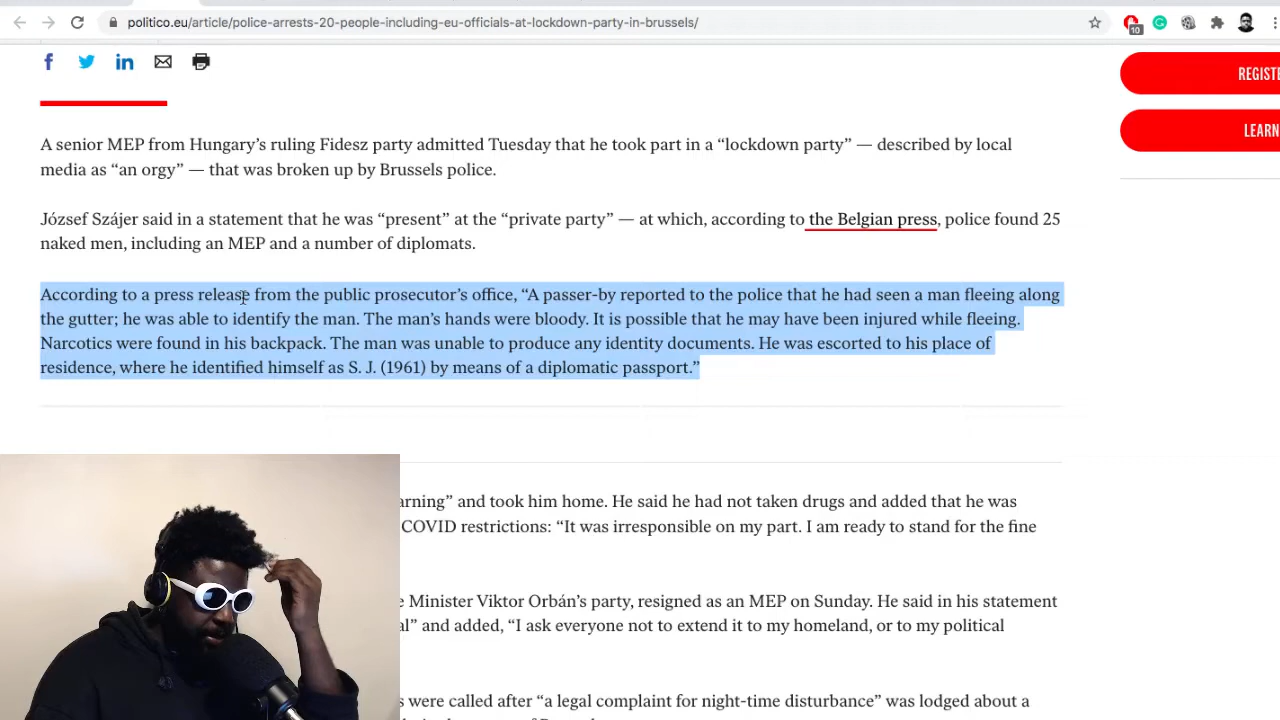 politico.eu/article/police-arrests-20-people-including-eu-officials-at-lockdown-party-in-brussels/
10
f
in
REGISTE
LEARN
A senior MEP from Hungary’s ruling Fidesz party admitted Tuesday that he took part in a “lockdown party” — described by local
media as “an orgy” — that was broken up by Brussels police.
József Szájer said in a statement that he was “present” at the “private party” — at which, according to the Belgian press, police found 25
naked men, including an MEP and a number of diplomats.
According to a press release from the public prosecutor’s office, “A passer-by reported to the police that he had seen a man fleeing along
the gutter; he was able to identify the man. The man’s hands were bloody. It is possible that he may have been injured while fleeing.
Narcotics were found in his backpack. The man was unable to produce any identity documents. He was escorted to his place of
residence, where he identified himself as S. J. (1961) by means of a diplomatic passport.”
arning” and took him home. He said he had not taken drugs and added that he was
COVID restrictions: “It was irresponsible on my part. I am ready to stand for the fine
e Minister Viktor Orbán’s party, resigned as an MEP on Sunday. He said in his statement
al” and added, “I ask everyone not to extend it to my homeland, or to my political
s were called after “a legal complaint for night-time disturbance” was lodged about a